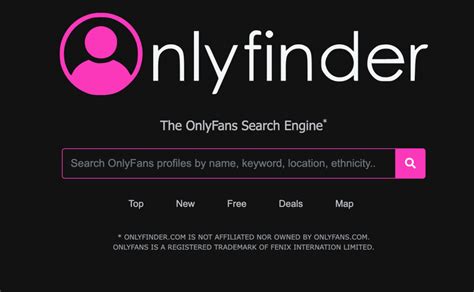 Onlyfinder
The OnlyFans Search Engine*
Search OnlyFans profiles by name, keyword, location, ethnicity..
Top New Free Deals Map
* ONLYFINDER.COM IS NOT AFFILIATED NOR OWNED BY ONLYFANS.COM.
ONLYFANS IS A REGISTERED TRADEMARK OF FENIX INTERNATION LIMITED.